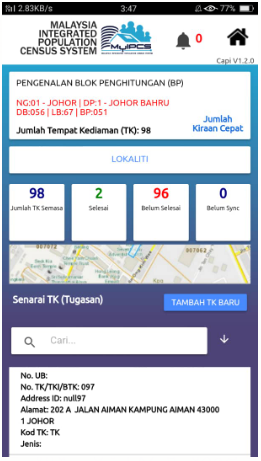 2.83KB/s 3:47 77%
MALAYSIA
INTEGRATED
POPULATION
CENSUS SYSTEM
MyIPCS
0
Capi V1.2.0
PENGENALAN BLOK PENGHITUNGAN (BP)
NG:01 - JOHOR | DP:1 - JOHOR BAHRU
DB:056 | LB:67 | BP:051
Jumlah Tempat Kediaman (TK): 98
Jumlah
Kiraan Cepat
LOKALITI
98 2 96 0
Jumlah TK Semasa Selesai Belum Selesai Belum Sync
Senarai TK (Tugasan)
TAMBAH TK BARU
Cari...
No. UB:
No. TK/TKI/BTK: 097
Address ID: null97
Alamat: 202 A JALAN AIMAN KAMPUNG AIMAN 43000
1 JOHOR
Kod TK: TK
Jenis: